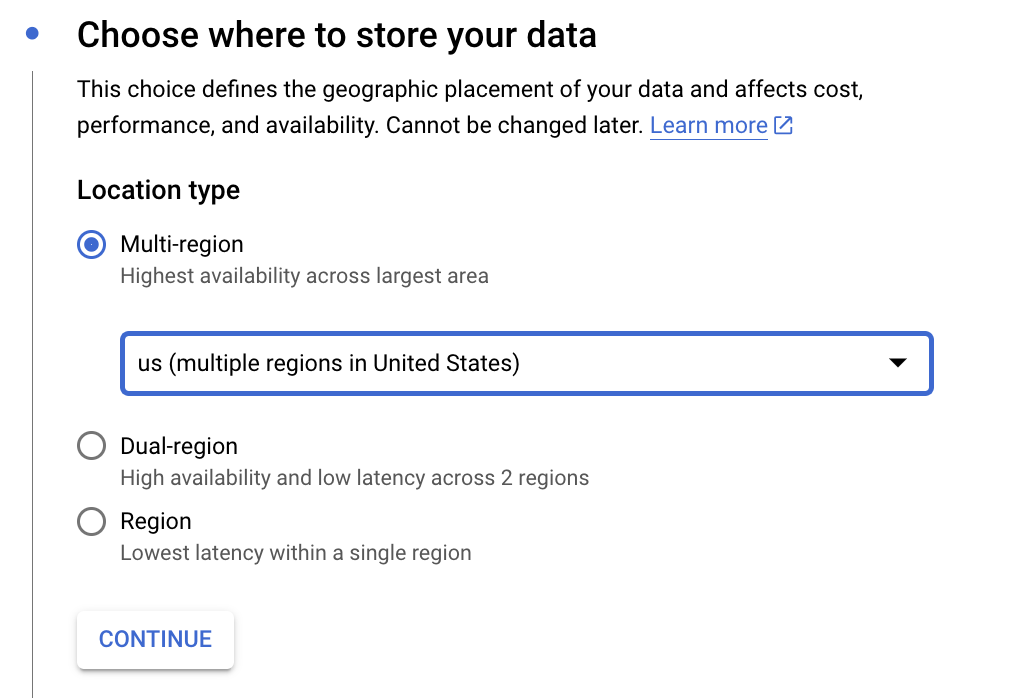 Choose where to store your data
This choice defines the geographic placement of your data and affects cost,
performance, and availability. Cannot be changed later. Learn more
Location type
Multi-region
Highest availability across largest area
us (multiple regions in United States)
Dual-region
High availability and low latency across 2 regions
Region
Lowest latency within a single region
CONTINUE